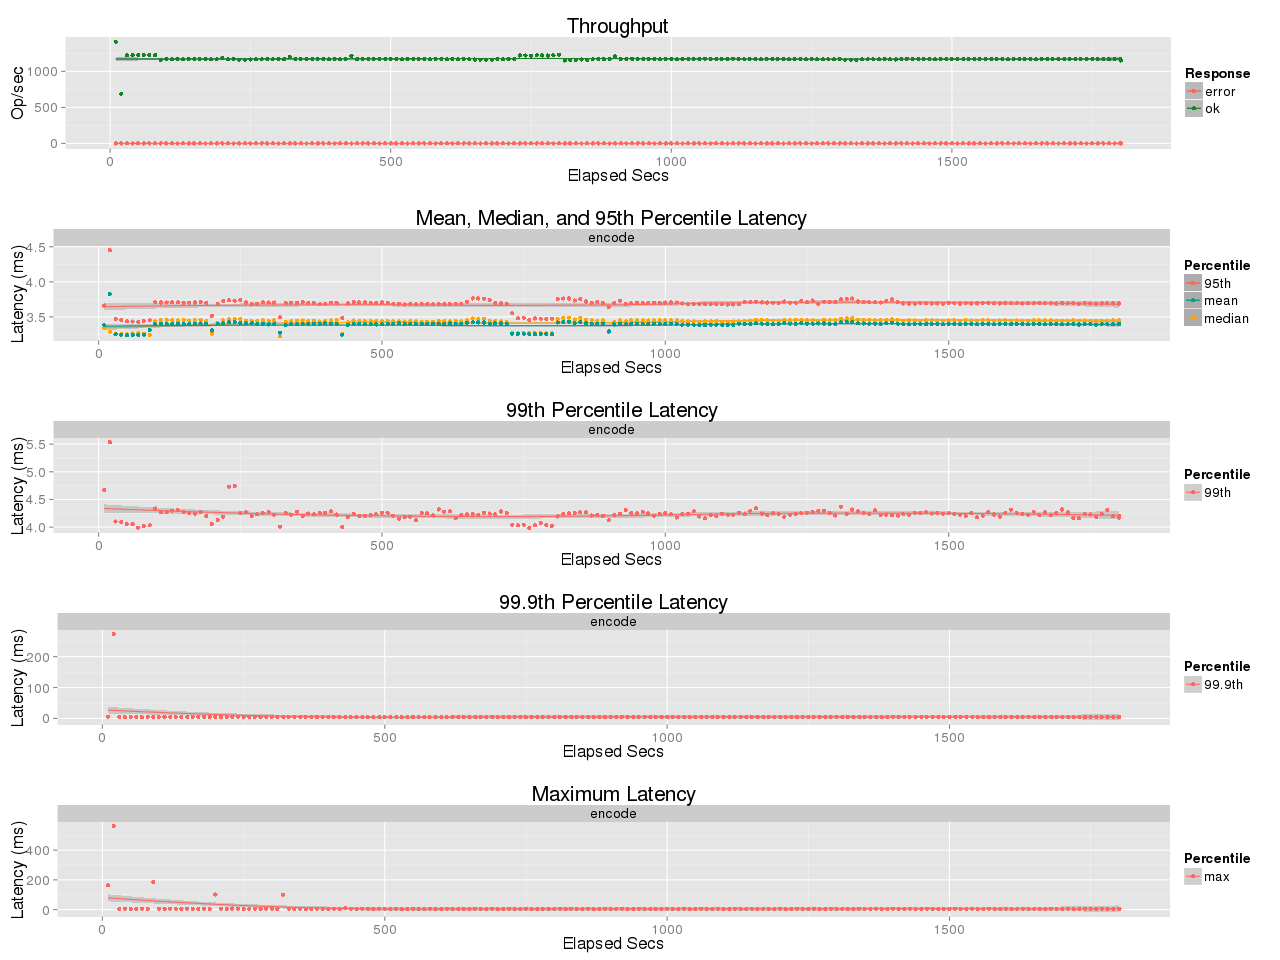 Throughput
Op/sec
1000
500
0
0 500 1000 1500
Elapsed Secs
Response
error
ok
Mean, Median, and 95th Percentile Latency
encode
Latency (ms)
4.5
4.0
3.5
0 500 1000 1500
Elapsed Secs
Percentile
95th
mean
median
99th Percentile Latency
encode
Latency (ms)
5.5
5.0
4.5
4.0
0 500 1000 1500
Elapsed Secs
Percentile
99th
99.9th Percentile Latency
encode
Latency (ms)
200
100
0
0 500 1000 1500
Elapsed Secs
Percentile
99.9th
Maximum Latency
encode
Latency (ms)
400
200
0
0 500 1000 1500
Elapsed Secs
Percentile
max